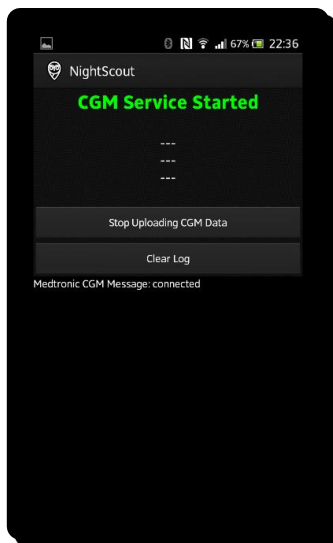 67% 22:36
NightScout
CGM Service Started
---
---
---
Stop Uploading CGM Data
Clear Log
Medtronic CGM Message: connected